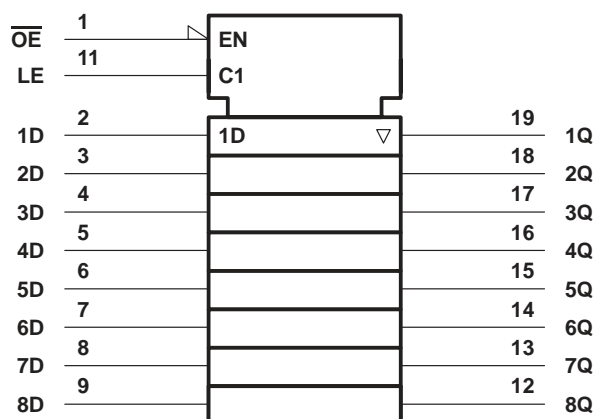 1
OE EN
11
LE C1
2 19
1D 1D 1Q
3 18
2D 2Q
4 17
3D 3Q
5 16
4D 4Q
6 15
5D 5Q
7 14
6D 6Q
8 13
7D 7Q
9 12
8D 8Q